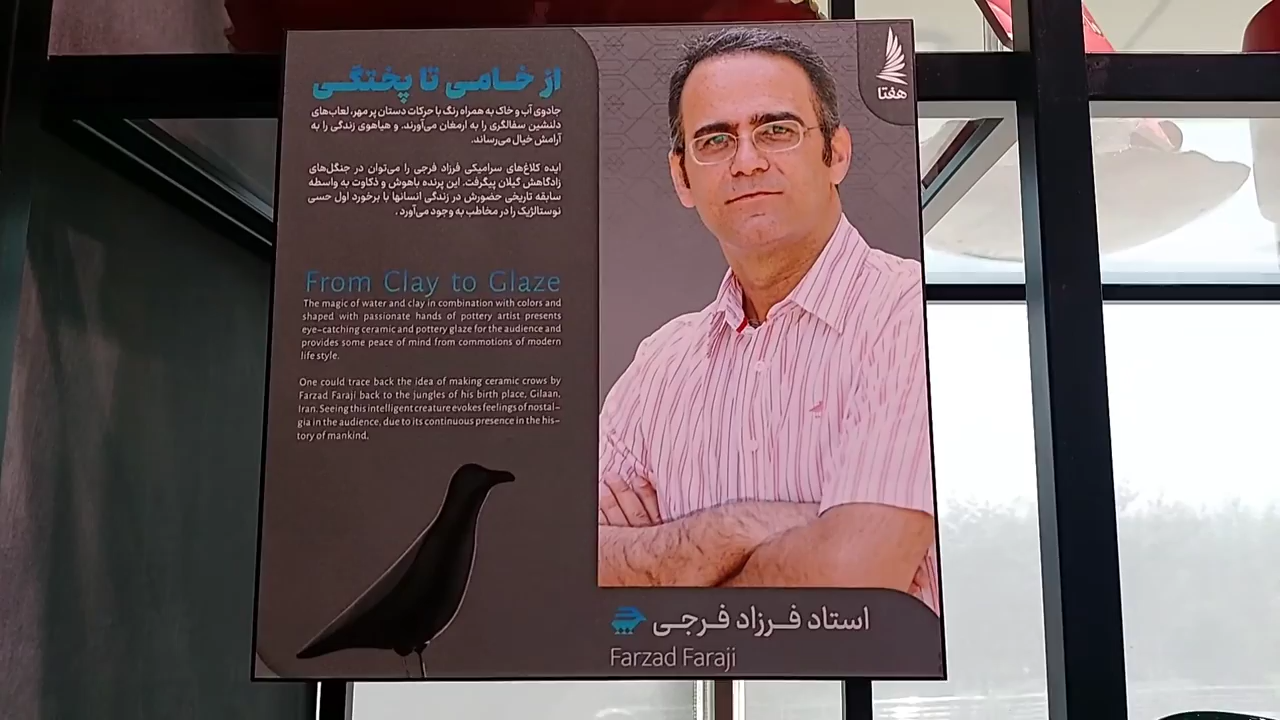 از خامی تا پختگی
جادوی آب و خاک به همراه رنگ با حرکات دستان پر مهر، لعاب‌های
دلنشین سفالگری را به ارمغان می‌آورند. و هیاهوی زندگی را به
آرامش خیال می‌رساند.
ایده کلاغ‌های سرامیکی فرزاد فرجی را می‌توان در جنگل‌های
زادگاهش گیلان پیگرفت. این پرنده باهوش و ذکاوت به واسطه
سابقه تاریخی حضورش در زندگی انسانها با برخورد اول حسی
نوستالژیک را در مخاطب به وجود می‌آورد.
From Clay to Glaze
The magic of water and clay in combination with colors and
shaped with passionate hands of pottery artist presents
eye-catching ceramic and pottery glaze for the audience and
provides some peace of mind from commotions of modern
life style.
One could trace back the idea of making ceramic crows by
Farzad Faraji back to the jungles of his birth place, Gilaan,
Iran. Seeing this intelligent creature evokes feelings of nostal-
gia in the audience, due to its continuous presence in the his-
tory of mankind.
هفتا
استاد فرزاد فرجی
Farzad Faraji